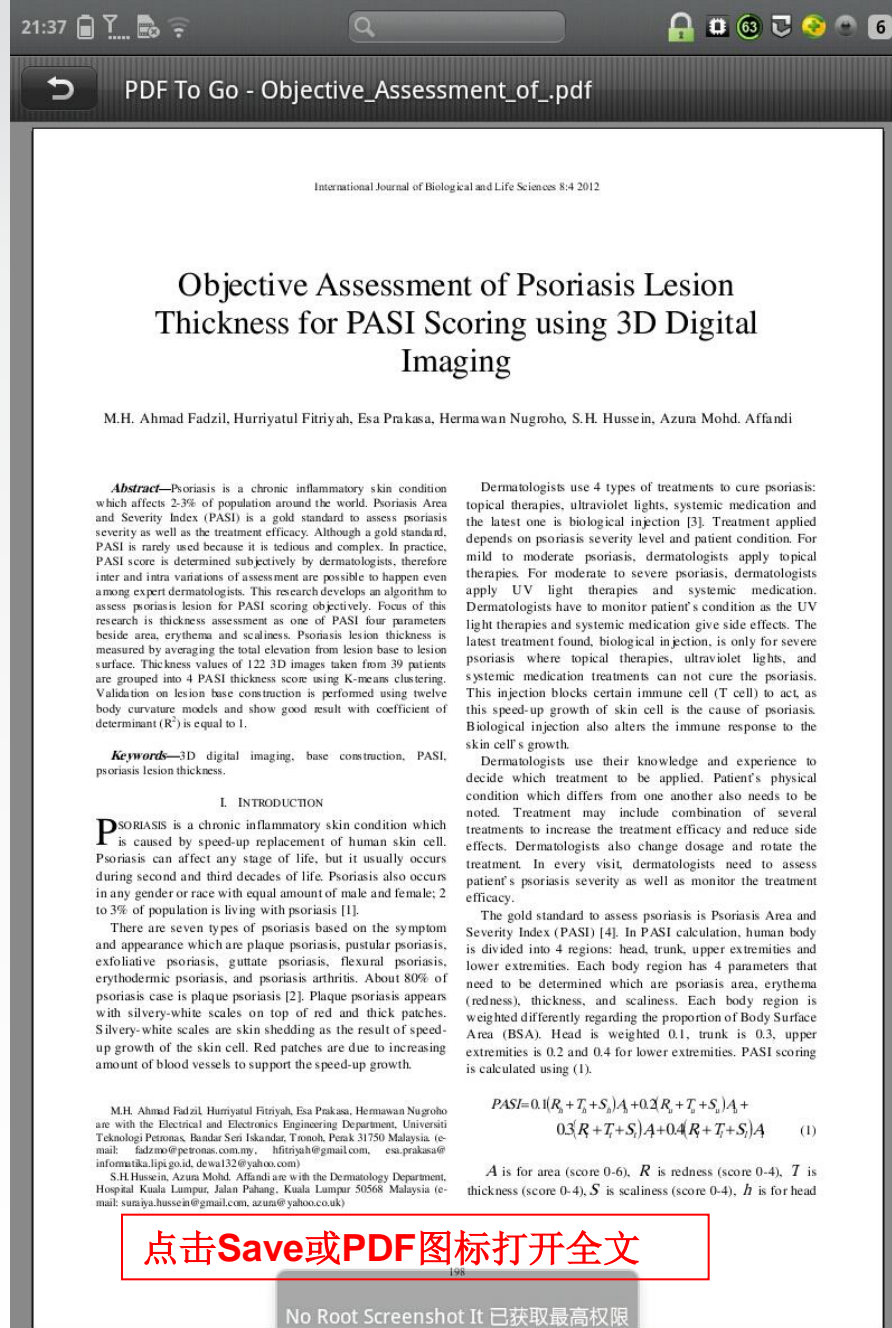 21:37
63
6
PDF To Go - Objective_Assessment_of_.pdf
International Journal of Biological and Life Sciences 8:4 2012
Objective Assessment of Psoriasis Lesion
Thickness for PASI Scoring using 3D Digital
Imaging
M.H. Ahmad Fadzil, Hurriyatul Fitriyah, Esa Prakasa, Hermawan Nugroho, S.H. Hussein, Azura Mohd. Affandi
Abstract—Psoriasis is a chronic inflammatory skin condition
which affects 2-3% of population around the world. Psoriasis Area
and Severity Index (PASI) is a gold standard to assess psoriasis
severity as well as the treatment efficacy. Although a gold standard,
PASI is rarely used because it is tedious and complex. In practice,
PASI score is determined subjectively by dermatologists, therefore
inter and intra variations of assessment are possible to happen even
among expert dermatologists. This research develops an algorithm to
assess psoriasis lesion for PASI scoring objectively. Focus of this
research is thickness assessment as one of PASI four parameters
beside area, erythema and scaliness. Psoriasis lesion thickness is
measured by averaging the total elevation from lesion base to lesion
surface. Thickness values of 122 3D images taken from 39 patients
are grouped into 4 PASI thickness score using K-means clustering.
Validation on lesion base construction is performed using twelve
body curvature models and show good result with coefficient of
determinant (R²) is equal to 1.
Keywords—3D digital imaging, base construction, PASI,
psoriasis lesion thickness.
I. INTRODUCTION
PSORIASIS is a chronic inflammatory skin condition which
is caused by speed-up replacement of human skin cell.
Psoriasis can affect any stage of life, but it usually occurs
during second and third decades of life. Psoriasis also occurs
in any gender or race with equal amount of male and female; 2
to 3% of population is living with psoriasis [1].
There are seven types of psoriasis based on the symptom
and appearance which are plaque psoriasis, pustular psoriasis,
exfoliative psoriasis, guttate psoriasis, flexural psoriasis,
erythodermic psoriasis, and psoriasis arthritis. About 80% of
psoriasis case is plaque psoriasis [2]. Plaque psoriasis appears
with silvery-white scales on top of red and thick patches.
Silvery-white scales are skin shedding as the result of speed-
up growth of the skin cell. Red patches are due to increasing
amount of blood vessels to support the speed-up growth.
M.H. Ahmad Fadzil, Hurriyatul Fitriyah, Esa Prakasa, Hermawan Nugroho
are with the Electrical and Electronics Engineering Department, Universiti
Teknologi Petronas, Bandar Seri Iskandar, Tronoh, Perak 31750 Malaysia. (e-
mail: fadzmo@petronas.com.my, hfitriyah@gmail.com, esa.prakasa@
informatika.lipi.go.id, dewa132@yahoo.com)
S.H.Hussein, Azura Mohd. Affandi are with the Dermatology Department,
Hospital Kuala Lumpur, Jalan Pahang, Kuala Lumpur 50568 Malaysia (e-
mail: suraiya.hussein@gmail.com, azura@yahoo.co.uk)
Dermatologists use 4 types of treatments to cure psoriasis:
topical therapies, ultraviolet lights, systemic medication and
the latest one is biological injection [3]. Treatment applied
depends on psoriasis severity level and patient condition. For
mild to moderate psoriasis, dermatologists apply topical
therapies. For moderate to severe psoriasis, dermatologists
apply UV light therapies and systemic medication.
Dermatologists have to monitor patient's condition as the UV
light therapies and systemic medication give side effects. The
latest treatment found, biological injection, is only for severe
psoriasis where topical therapies, ultraviolet lights, and
systemic medication treatments can not cure the psoriasis.
This injection blocks certain immune cell (T cell) to act, as
this speed-up growth of skin cell is the cause of psoriasis.
Biological injection also alters the immune response to the
skin cell's growth.
Dermatologists use their knowledge and experience to
decide which treatment to be applied. Patient's physical
condition which differs from one another also needs to be
noted. Treatment may include combination of several
treatments to increase the treatment efficacy and reduce side
effects. Dermatologists also change dosage and rotate the
treatment. In every visit, dermatologists need to assess
patient's psoriasis severity as well as monitor the treatment
efficacy.
The gold standard to assess psoriasis is Psoriasis Area and
Severity Index (PASI) [4]. In PASI calculation, human body
is divided into 4 regions: head, trunk, upper extremities and
lower extremities. Each body region has 4 parameters that
need to be determined which are psoriasis area, erythema
(redness), thickness, and scaliness. Each body region is
weighted differently regarding the proportion of Body Surface
Area (BSA). Head is weighted 0.1, trunk is 0.3, upper
extremities is 0.2 and 0.4 for lower extremities. PASI scoring
is calculated using (1).
PASI=0.1(R_h+T_h+S_h)A_h+0.2(R_u+T_u+S_u)A_u+
0.3(R_t+T_t+S_t)A_t+0.4(R_l+T_l+S_l)A_l (1)
A is for area (score 0-6), R is redness (score 0-4), T is
thickness (score 0-4), S is scaliness (score 0-4), h is for head
点击Save或PDF图标打开全文
198
No Root Screenshot It 已获取最高权限